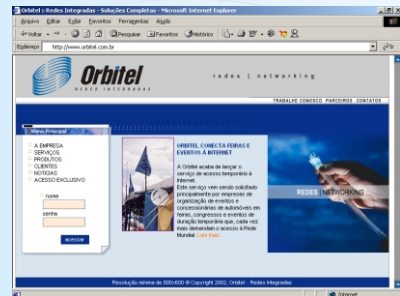 Orbitel :: Redes Integradas - Soluções Completas - Microsoft Internet Explorer
Arquivo Editar Exibir Favoritos Ferramentas Ajuda
Voltar Pesquisar Favoritos Histórico
Endereço http://www.orbitel.com.br
Orbitel
REDES INTEGRADAS
redes | networking
TRABALHE CONOSCO PARCEIROS CONTATOS
Menu Principal
A EMPRESA
SERVIÇOS
PRODUTOS
CLIENTES
NOTÍCIAS
ACESSO EXCLUSIVO
nome
senha
acessar
ORBITEL CONECTA FEIRAS E
EVENTOS À INTERNET
A Orbitel acaba de lançar o
serviço de acesso temporário à
Internet.
Este serviço vem sendo solicitado
principalmente por empresas de
organização de eventos e
concessionárias de automóveis em
feiras, congressos e eventos de
duração temporária que, cada vez
mais demandam o acesso à Rede
Mundial. Leia mais...
REDES | NETWORKING
Resolução mínima de 800x600 © Copyright 2002, Orbitel :: Redes Integradas
Internet